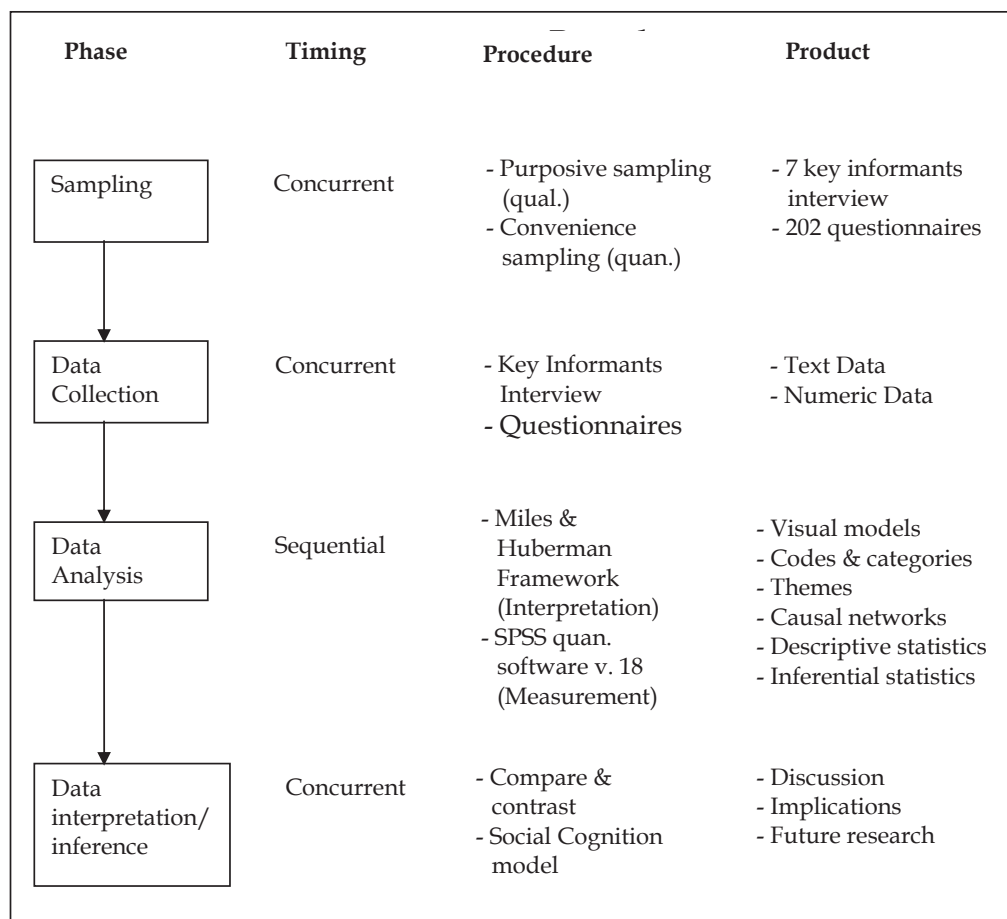 Phase Timing Procedure Product
Sampling
Concurrent
- Purposive sampling
(qual.)
- Convenience
sampling (quan.)
- 7 key informants
interview
- 202 questionnaires
Data
Collection
Concurrent
- Key Informants
Interview
- Questionnaires
- Text Data
- Numeric Data
Data
Analysis
Sequential
- Miles &
Huberman
Framework
(Interpretation)
- SPSS quan.
software v. 18
(Measurement)
- Visual models
- Codes & categories
- Themes
- Causal networks
- Descriptive statistics
- Inferential statistics
Data
interpretation/
inference
Concurrent
- Compare &
contrast
- Social Cognition
model
- Discussion
- Implications
- Future research